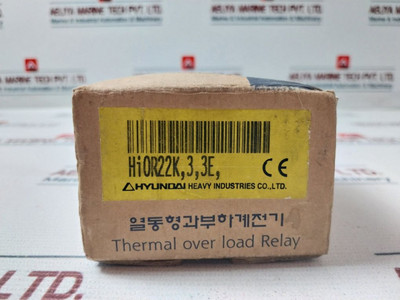 HiOR22K,3,3E,
CE
HYUNDAI HEAVY INDUSTRIES CO.,LTD.
열동형과부하계전기
Thermal over load Relay